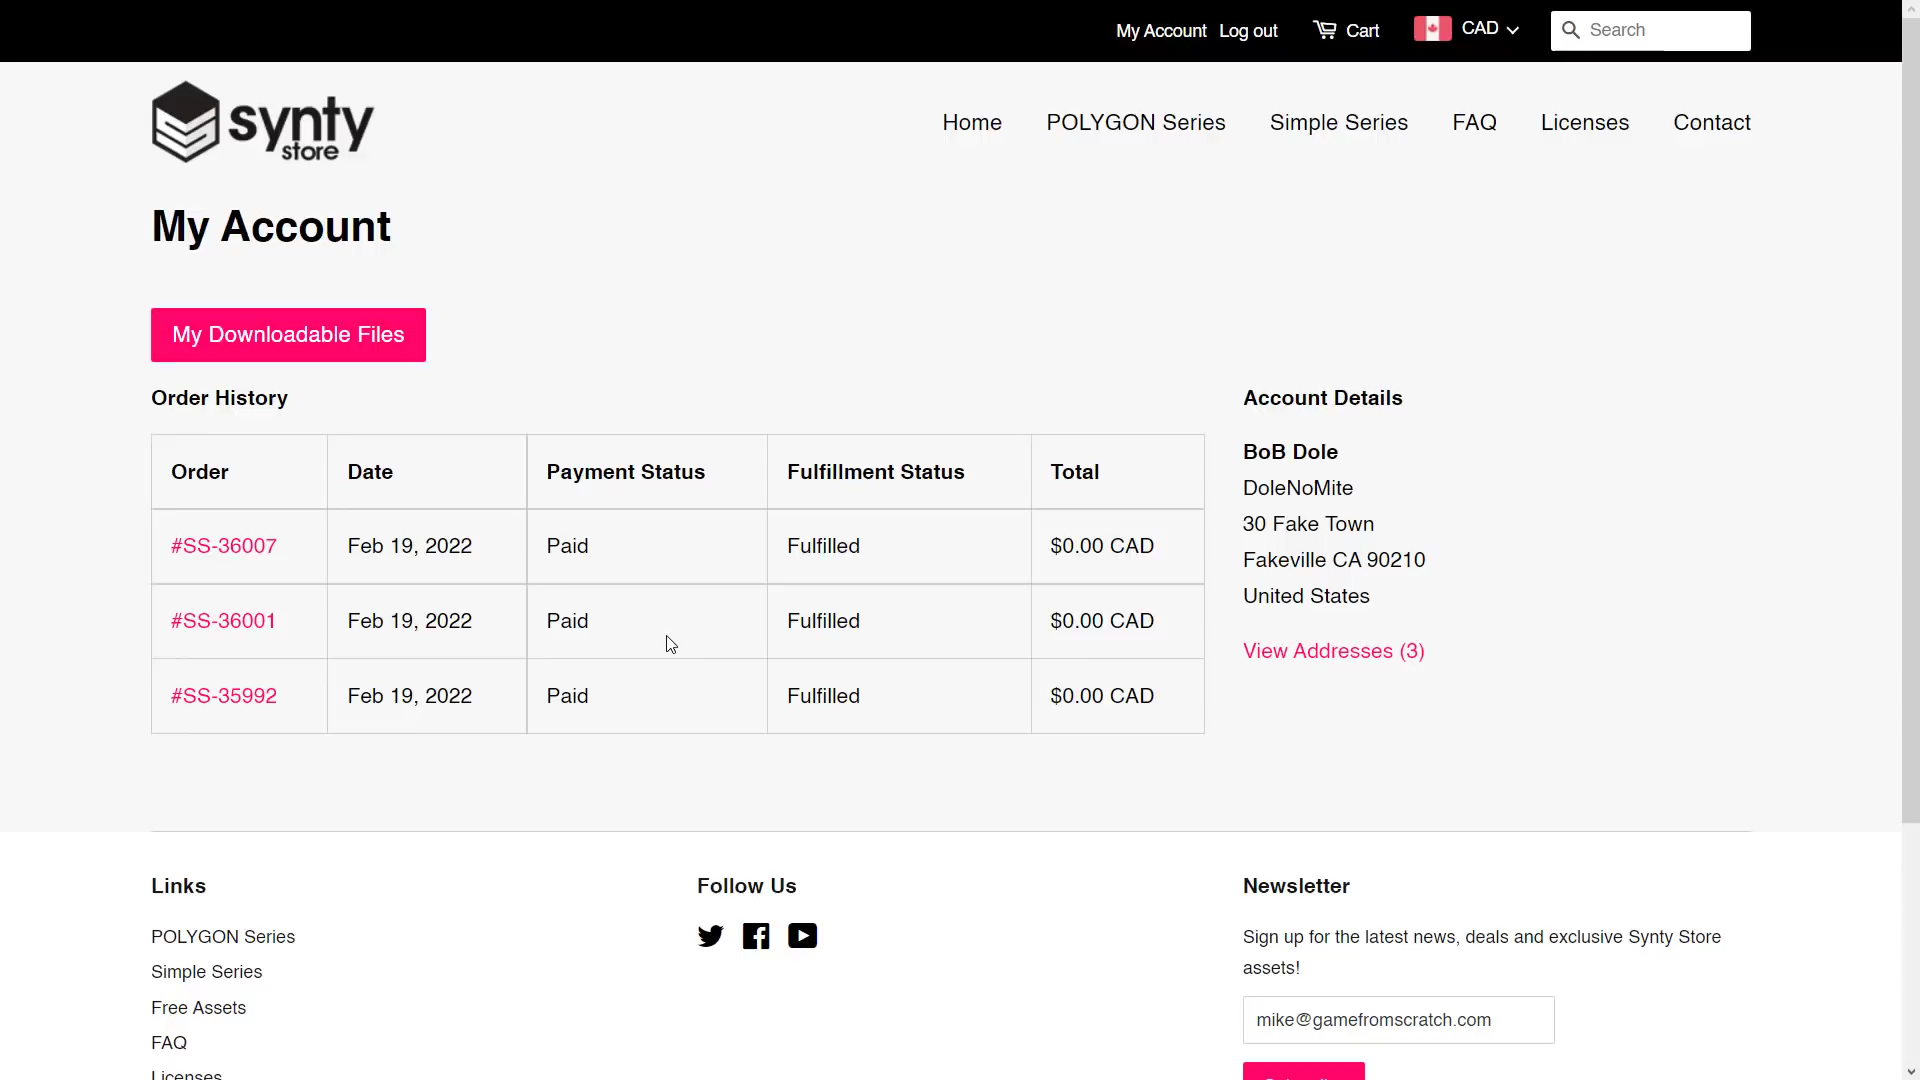 My Account Log out Cart CAD Search
synty
store
Home POLYGON Series Simple Series FAQ Licenses Contact
My Account
My Downloadable Files
Order History
Order Date Payment Status Fulfillment Status Total
#SS-36007 Feb 19, 2022 Paid Fulfilled $0.00 CAD
#SS-36001 Feb 19, 2022 Paid Fulfilled $0.00 CAD
#SS-35992 Feb 19, 2022 Paid Fulfilled $0.00 CAD
Account Details
BoB Dole
DoleNoMite
30 Fake Town
Fakeville CA 90210
United States
View Addresses (3)
Links
POLYGON Series
Simple Series
Free Assets
FAQ
Licenses
Follow Us
Newsletter
Sign up for the latest news, deals and exclusive Synty Store
assets!
mike@gamefromscratch.com